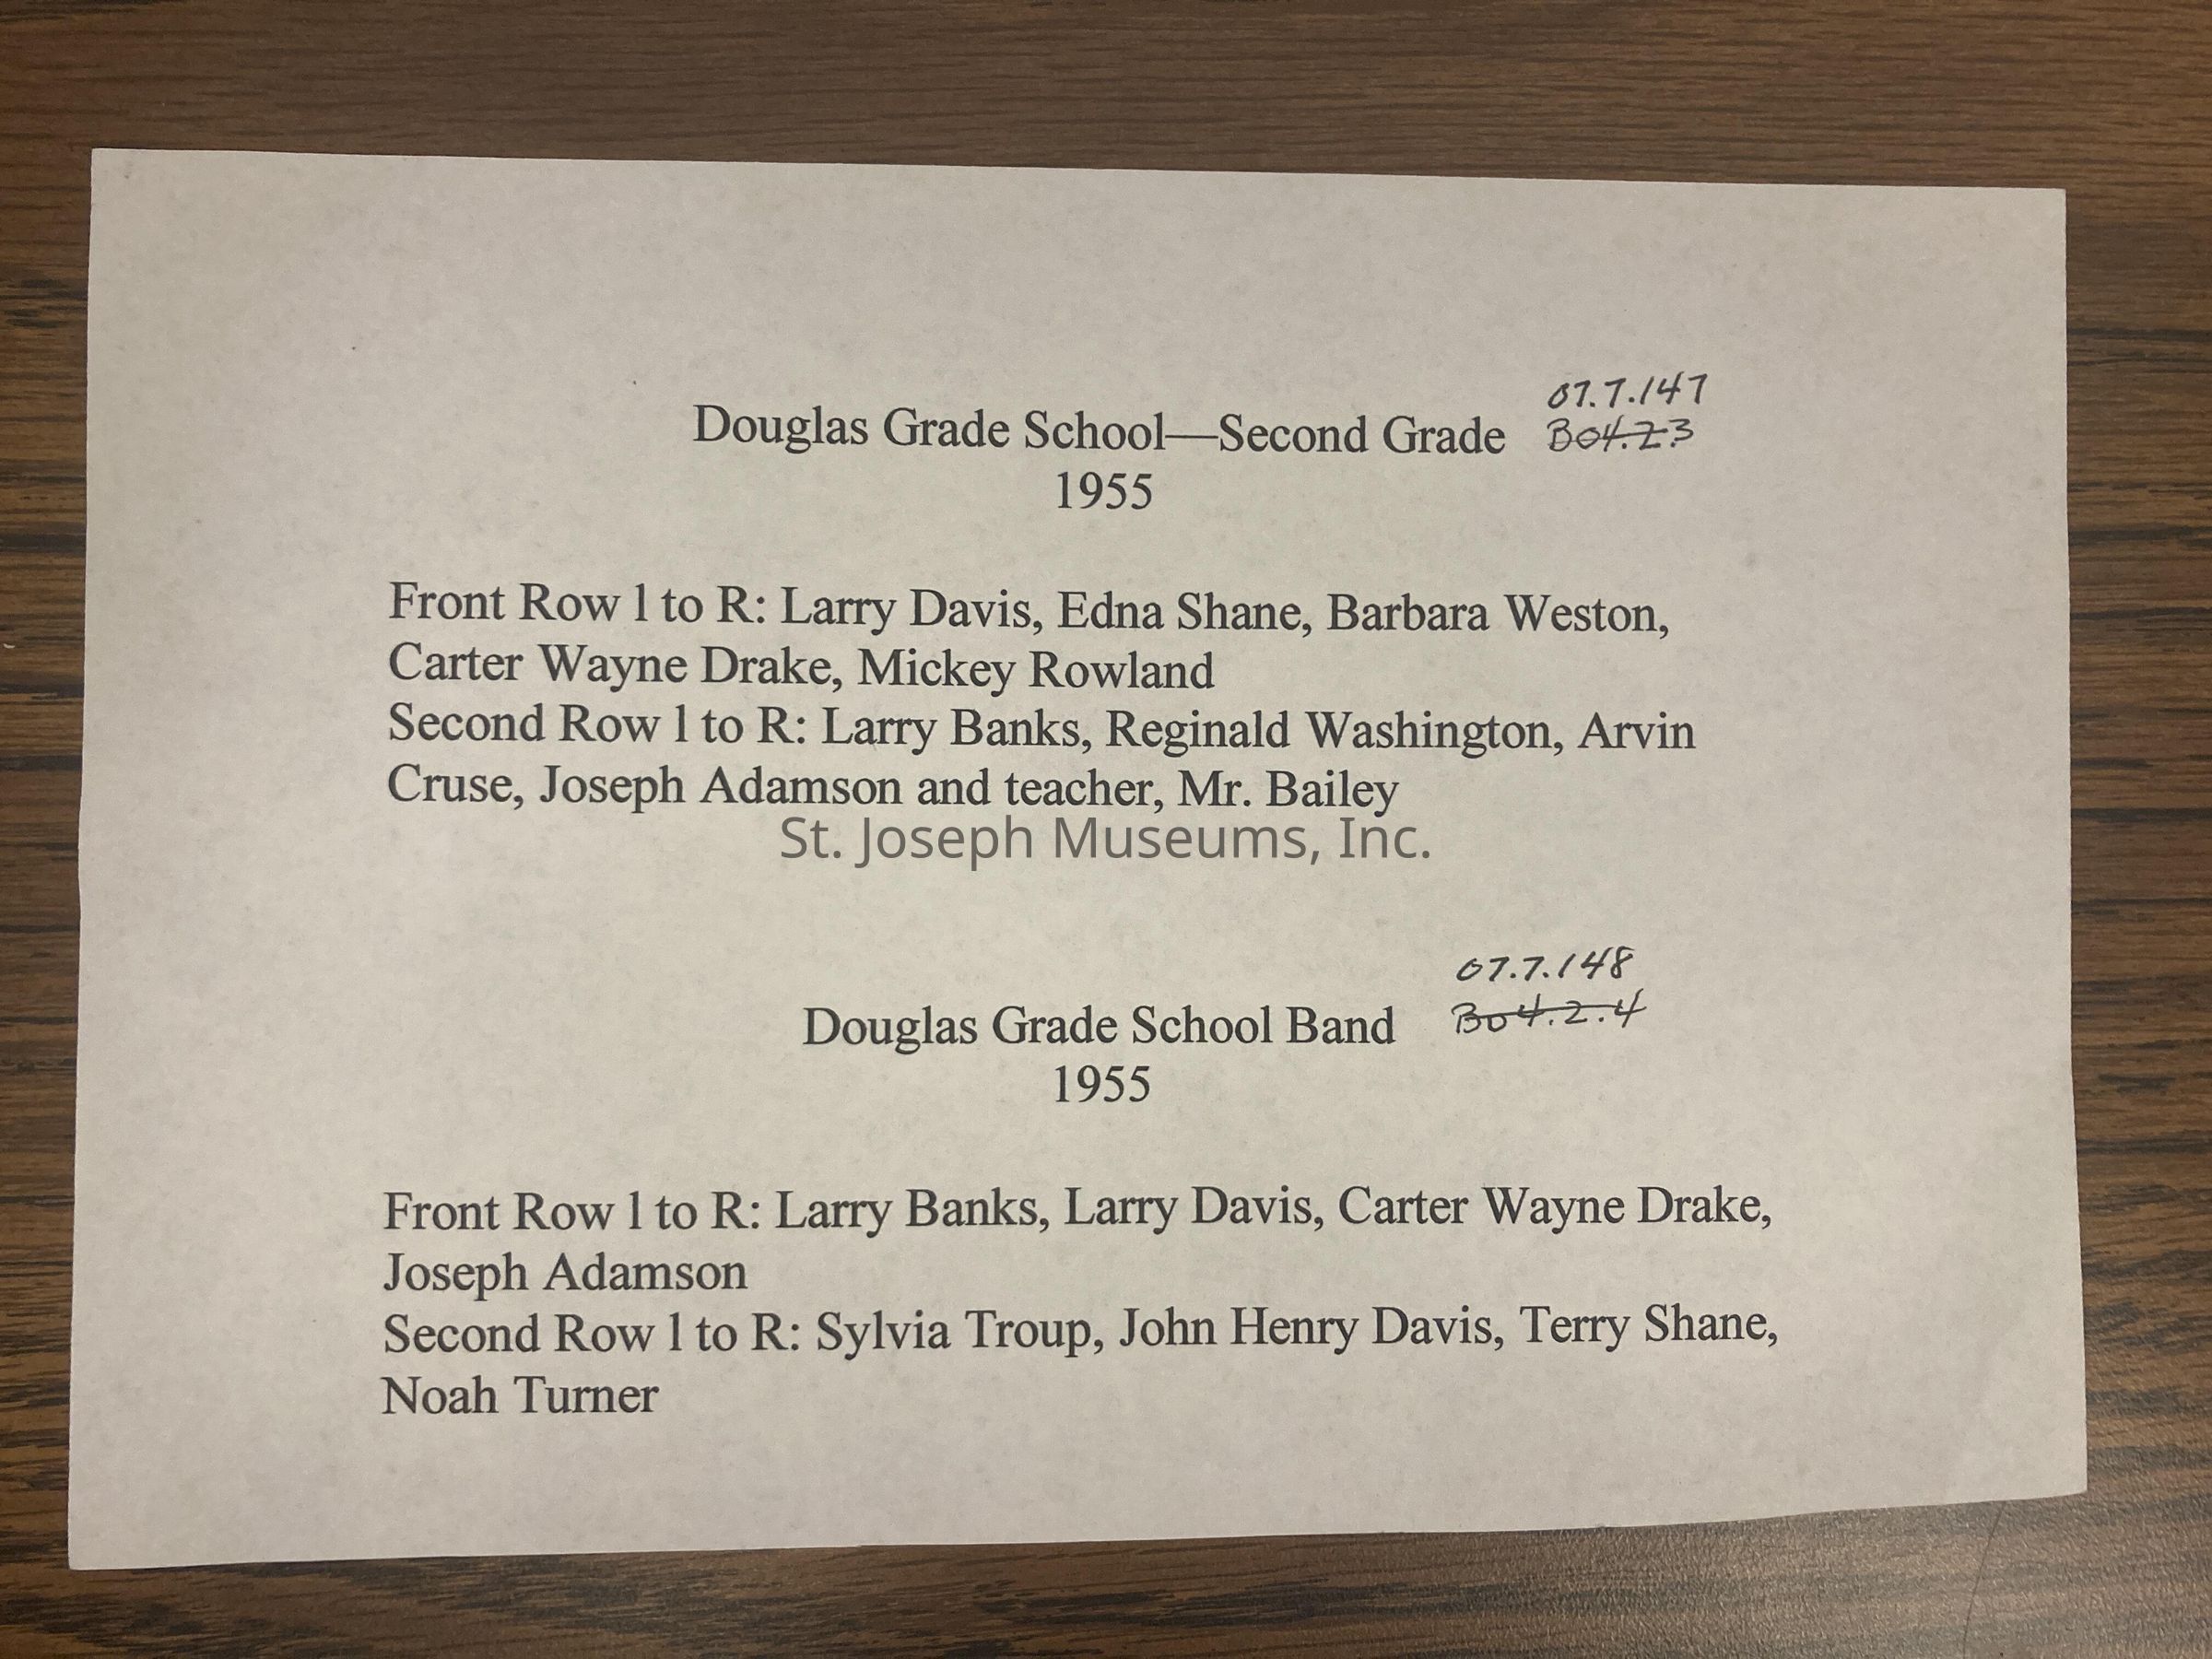 07.7.147
Douglas Grade School—Second Grade B04.2.3
1955
Front Row l to R: Larry Davis, Edna Shane, Barbara Weston,
Carter Wayne Drake, Mickey Rowland
Second Row l to R: Larry Banks, Reginald Washington, Arvin
Cruse, Joseph Adamson and teacher, Mr. Bailey
St. Joseph Museums, Inc.
07.7.148
Douglas Grade School Band B04.2.4
1955
Front Row l to R: Larry Banks, Larry Davis, Carter Wayne Drake,
Joseph Adamson
Second Row l to R: Sylvia Troup, John Henry Davis, Terry Shane,
Noah Turner